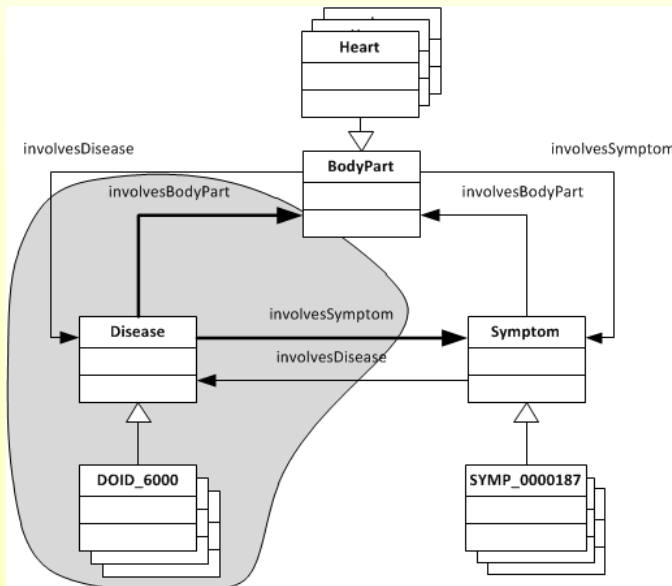 Heart
involvesDisease
involvesSymptom
BodyPart
involvesBodyPart
involvesBodyPart
involvesSymptom
Disease
Symptom
involvesDisease
DOID_6000
SYMP_0000187